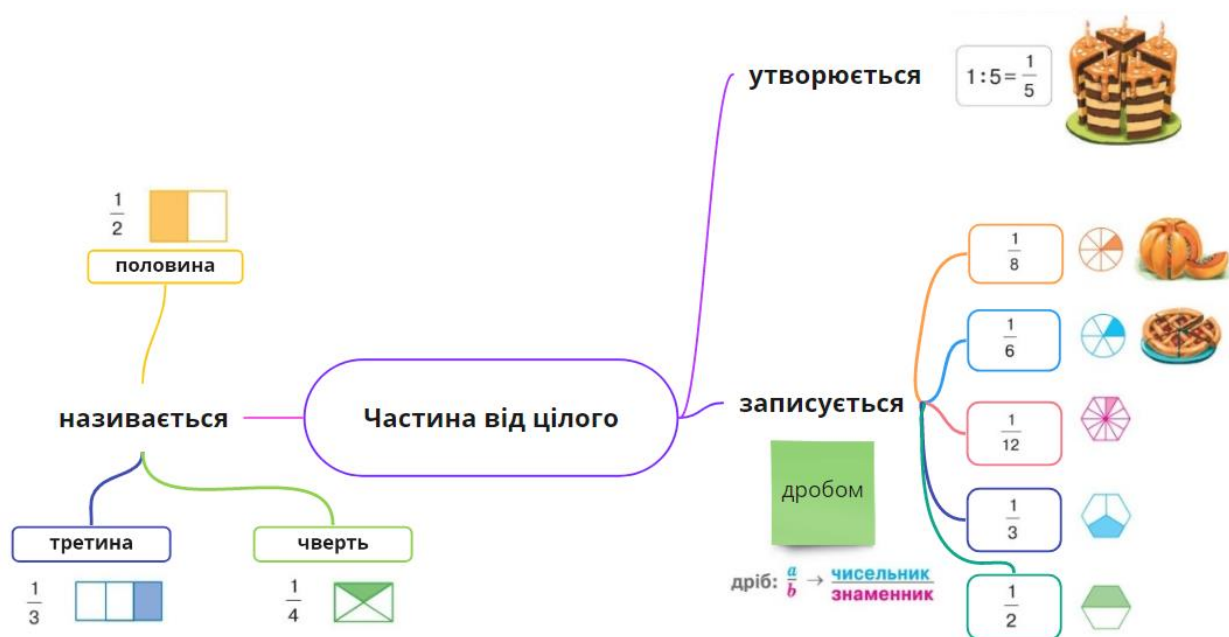 утворюється
1:5=1/5
1/2
половина
називається
Частина від цілого
третина
1/3
чверть
1/4
записується
дробом
дріб: a/b → чисельник/знаменник
1/8
1/6
1/12
1/3
1/2